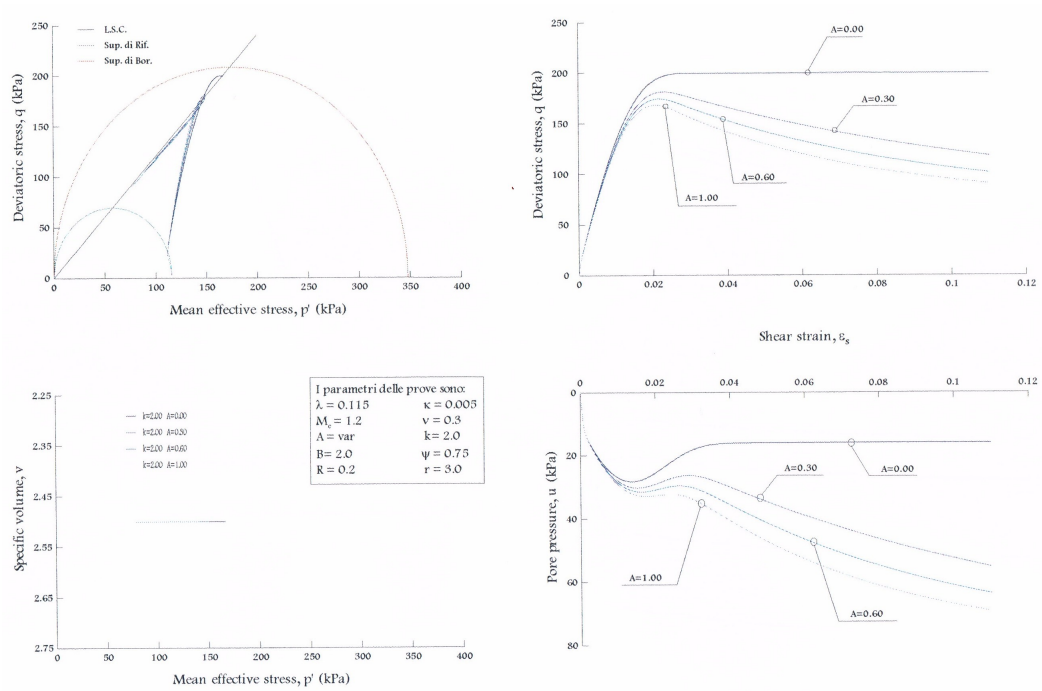 250
200
150
100
50
0
Deviatoric stress, q (kPa)
L.S.C.
Sup. di Rif.
Sup. di Bor.
0 50 100 150 200 250 300 350 400
Mean effective stress, p' (kPa)
250
200
150
100
50
0
Deviatoric stress, q (kPa)
A=0.00
A=0.30
A=0.60
A=1.00
0 0.02 0.04 0.06 0.08 0.1 0.12
Shear strain, εs
2.25
2.35
2.45
2.55
2.65
2.75
Specific volume, v
k=2.00 A=0.00
k=2.00 A=0.30
k=2.00 A=0.60
k=2.00 A=1.00
I parametri delle prove sono:
λ = 0.115 κ = 0.005
Mc = 1.2 ν = 0.3
A = var k = 2.0
B= 2.0 ψ = 0.75
R = 0.2 r = 3.0
0 50 100 150 200 250 300 350 400
Mean effective stress, p' (kPa)
0 0.02 0.04 0.06 0.08 0.1 0.12
0
20
40
60
80
Pore pressure, u (kPa)
A=0.30
A=0.00
A=1.00
A=0.60